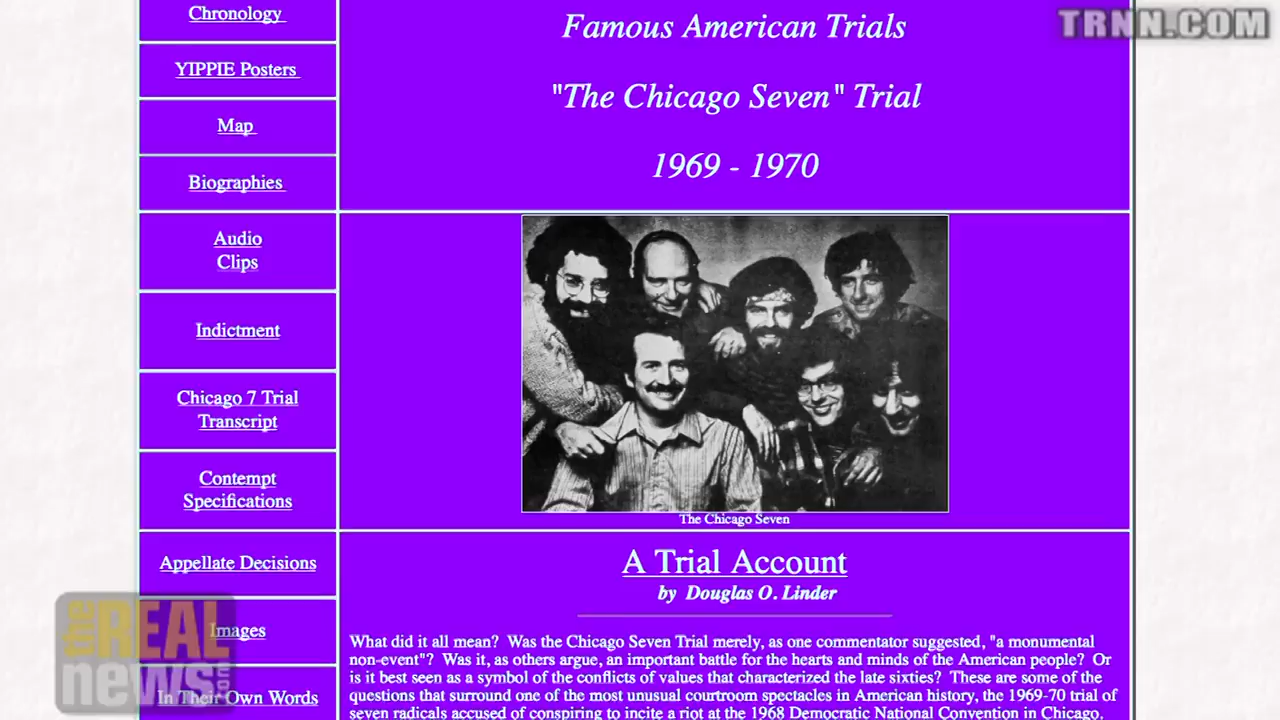 TRNN.COM
Chronology
YIPPIE Posters
Map
Biographies
Audio
Clips
Indictment
Chicago 7 Trial
Transcript
Contempt
Specifications
Appellate Decisions
Images
In Their Own Words
Famous American Trials
"The Chicago Seven" Trial
1969 - 1970
The Chicago Seven
A Trial Account
by Douglas O. Linder
What did it all mean? Was the Chicago Seven Trial merely, as one commentator suggested, "a monumental
non-event"? Was it, as others argue, an important battle for the hearts and minds of the American people? Or
is it best seen as a symbol of the conflicts of values that characterized the late sixties? These are some of the
questions that surround one of the most unusual courtroom spectacles in American history, the 1969-70 trial of
seven radicals accused of conspiring to incite a riot at the 1968 Democratic National Convention in Chicago.
the REAL
news.com